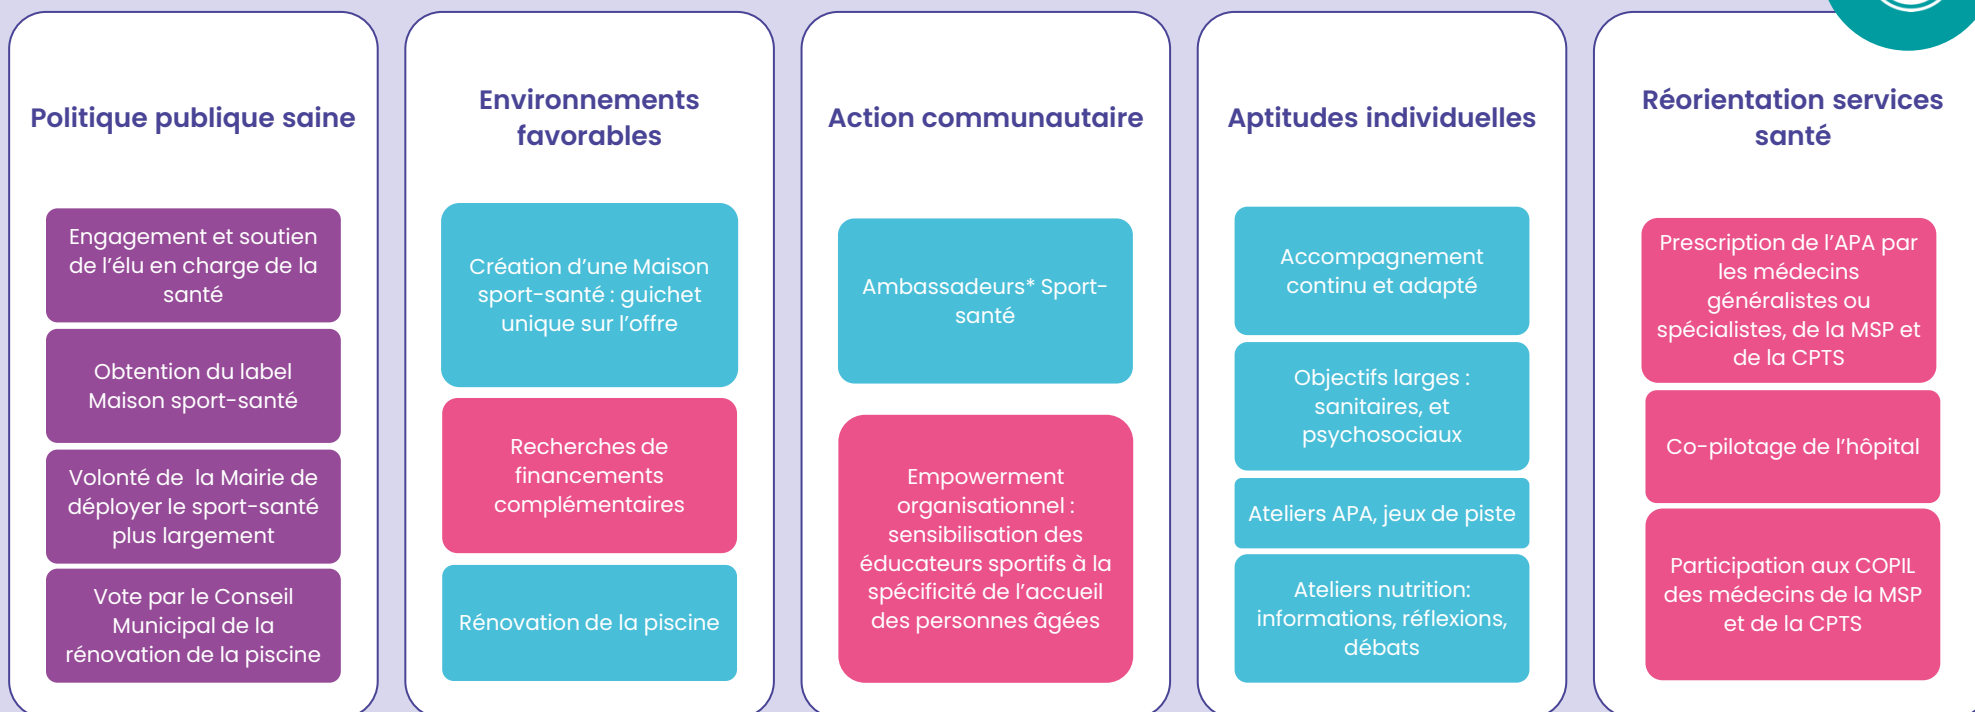 Politique publique saine
Engagement et soutien
de l'élu en charge de la
santé
Obtention du label
Maison sport-santé
Volonté de  la Mairie de
déployer le sport-santé
plus largement
Vote par le Conseil
Municipal de la
rénovation de la piscine
Environnements
favorables
Création d'une Maison
sport-santé : guichet
unique sur l'offre
Recherches de
financements
complémentaires
Rénovation de la piscine
Action communautaire
Ambassadeurs* Sport-
santé
Empowerment
organisationnel :
sensibilisation des
éducateurs sportifs à la
spécificité de l'accueil
des personnes âgées
Aptitudes individuelles
Accompagnement
continu et adapté
Objectifs larges :
sanitaires, et
psychosociaux
Ateliers APA, jeux de piste
Ateliers nutrition:
informations, réflexions,
débats
Réorientation services
santé
Prescription de l'APA par
les médecins
généralistes ou
spécialistes, de la MSP et
de la CPTS
Co-pilotage de l'hôpital
Participation aux COPIL
des médecins de la MSP
et de la CPTS